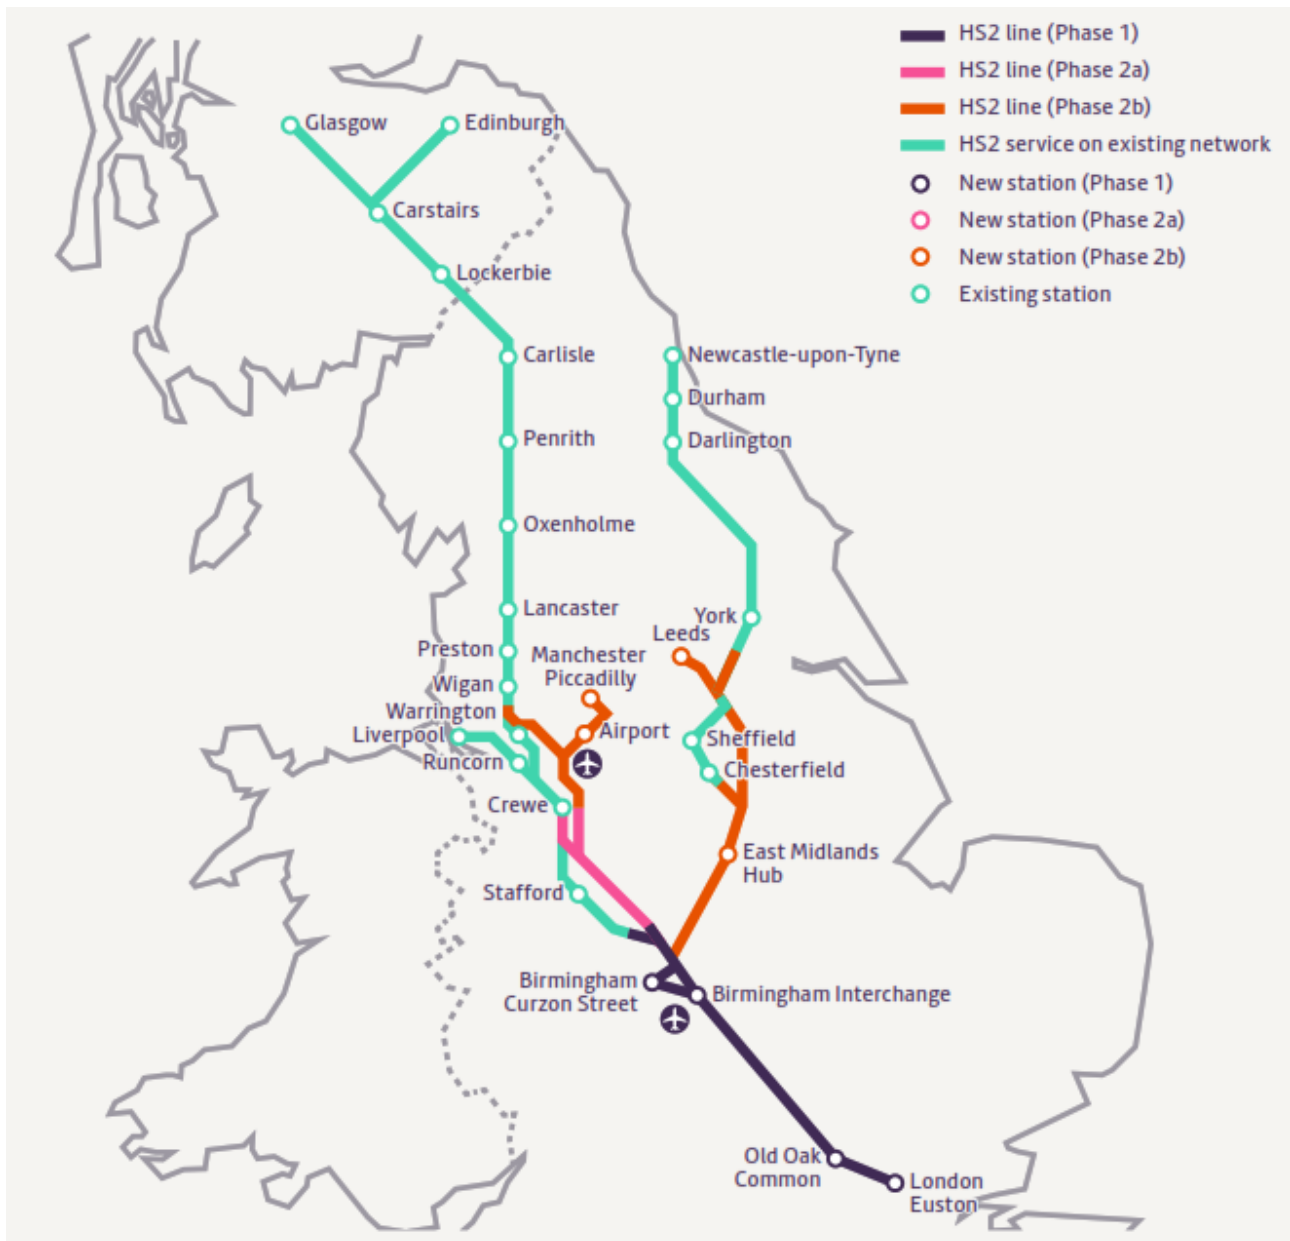 HS2 line (Phase 1)
HS2 line (Phase 2a)
HS2 line (Phase 2b)
HS2 service on existing network
New station (Phase 1)
New station (Phase 2a)
New station (Phase 2b)
Existing station
Glasgow
Edinburgh
Carstairs
Lockerbie
Carlisle
Newcastle-upon-Tyne
Durham
Penrith
Darlington
Oxenholme
Lancaster
York
Leeds
Preston
Manchester
Piccadilly
Wigan
Warrington
Liverpool
Airport
Sheffield
Runcorn
Chesterfield
Crewe
East Midlands
Hub
Stafford
Birmingham
Curzon Street
Birmingham Interchange
Old Oak
Common
London
Euston